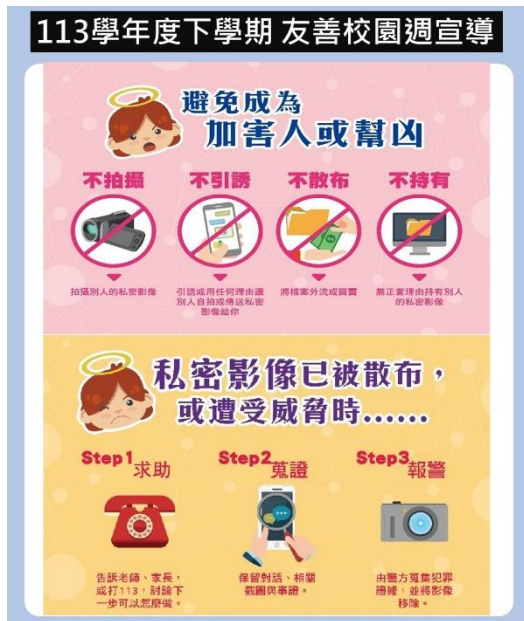 113學年度下學期 友善校園週宣導
避免成為
加害人或幫凶
不拍攝
不引誘
不散布
不持有
拍攝別人的私密影像
引誘或用任何理由讓
別人自拍或傳送私密
影像給你
將檔案外流或買賣
無正當理由持有別人
的私密影像
私密影像已被散布，
或遭受威脅時......
Step1求助
Step2蒐證
Step3報警
告訴老師、家長，
或打113，討論下
一步可以怎麼做。
保留對話、相關
截圖與事證。
由警方蒐集犯罪
證據，並將影像
移除。